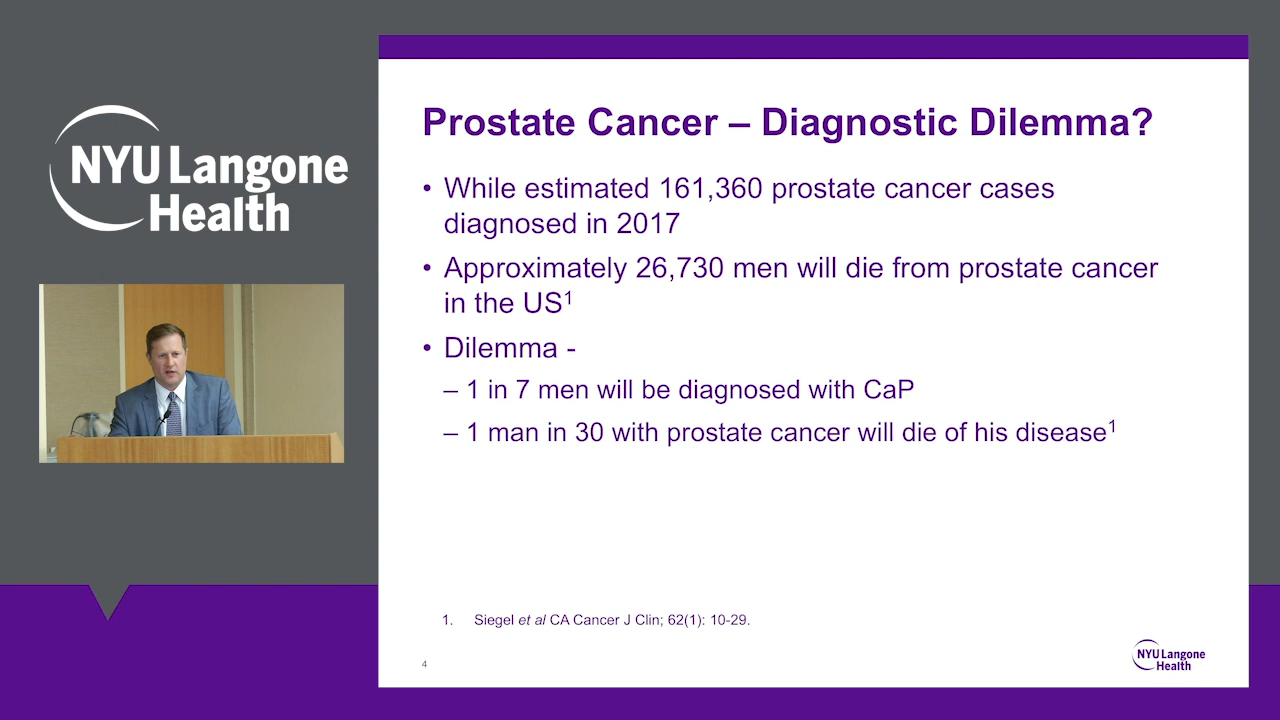 NYU Langone
Health
Prostate Cancer – Diagnostic Dilemma?
• While estimated 161,360 prostate cancer cases
diagnosed in 2017
• Approximately 26,730 men will die from prostate cancer
in the US1
• Dilemma -
– 1 in 7 men will be diagnosed with CaP
– 1 man in 30 with prostate cancer will die of his disease1
1. Siegel et al CA Cancer J Clin; 62(1): 10-29.
4
NYU Langone
Health